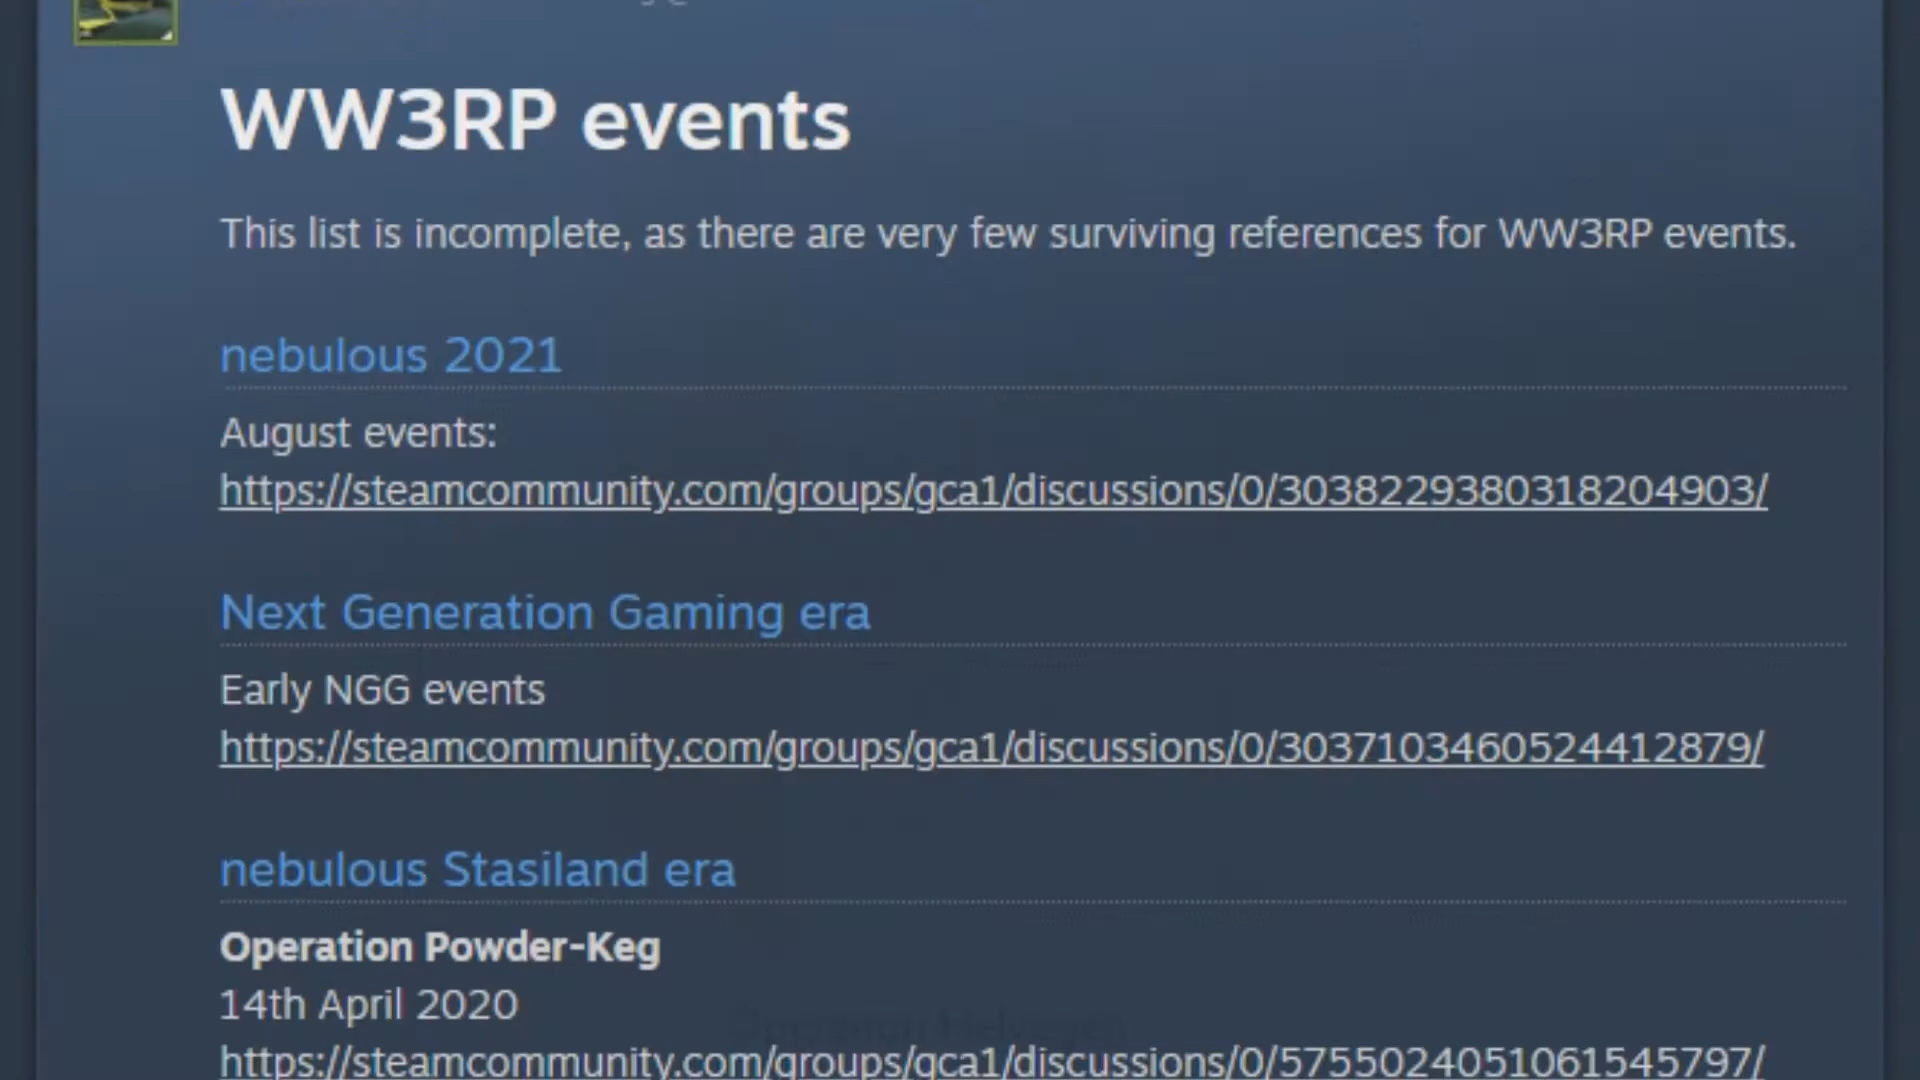 WW3RP events
This list is incomplete, as there are very few surviving references for WW3RP events.
nebulous 2021
August events:
https://steamcommunity.com/groups/gca1/discussions/0/3038229380318204903/
Next Generation Gaming era
Early NGG events
https://steamcommunity.com/groups/gca1/discussions/0/3037103460524412879/
nebulous Stasiland era
Operation Powder-Keg
14th April 2020
https://steamcommunity.com/groups/gca1/discussions/0/5755024051061545797/